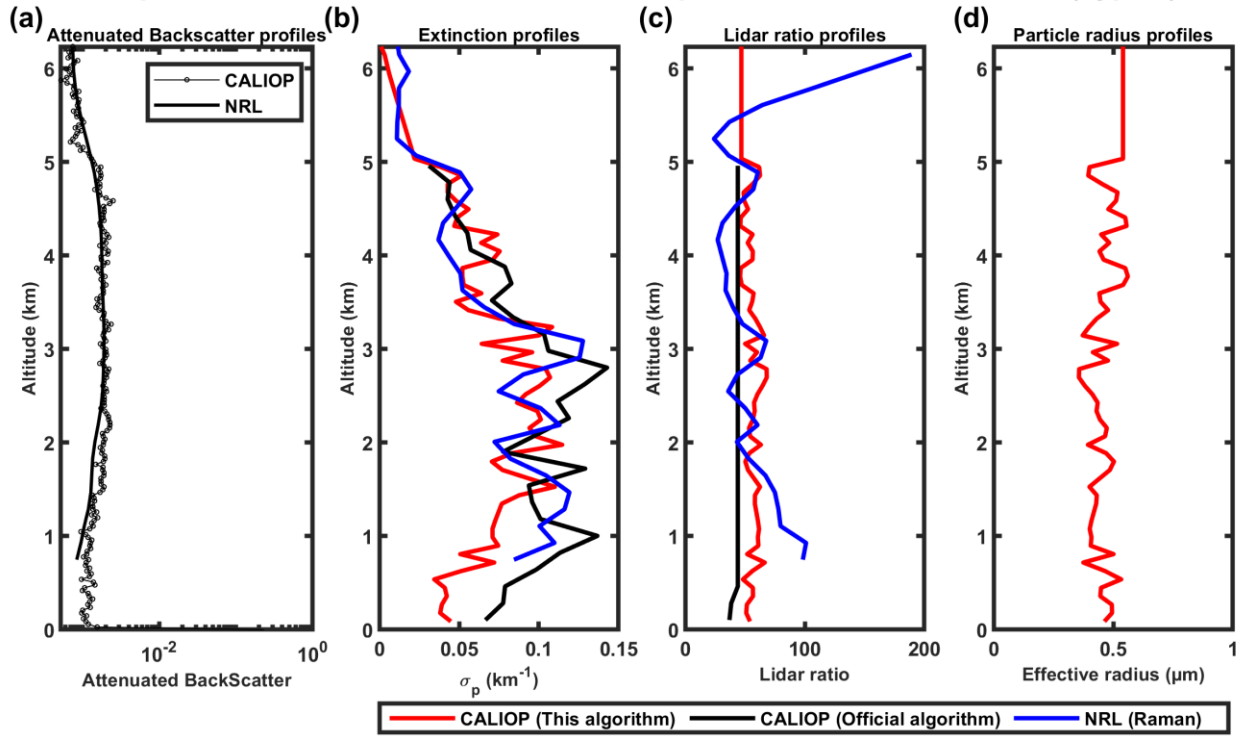 (a) (b) (c) (d)
Attenuated Backscatter profiles
Extinction profiles
Lidar ratio profiles
Particle radius profiles
CALIOP
NRL
6
5
4
3
2
1
0
Altitude (km)
10-2
100
Attenuated BackScatter
6
5
4
3
2
1
0
Altitude (km)
0
0.05
0.1
0.15
σp (km-1)
6
5
4
3
2
1
0
Altitude (km)
0
100
200
Lidar ratio
6
5
4
3
2
1
0
Altitude (km)
0
0.5
1
Effective radius (μm)
CALIOP (This algorithm) CALIOP (Official algorithm) NRL (Raman)